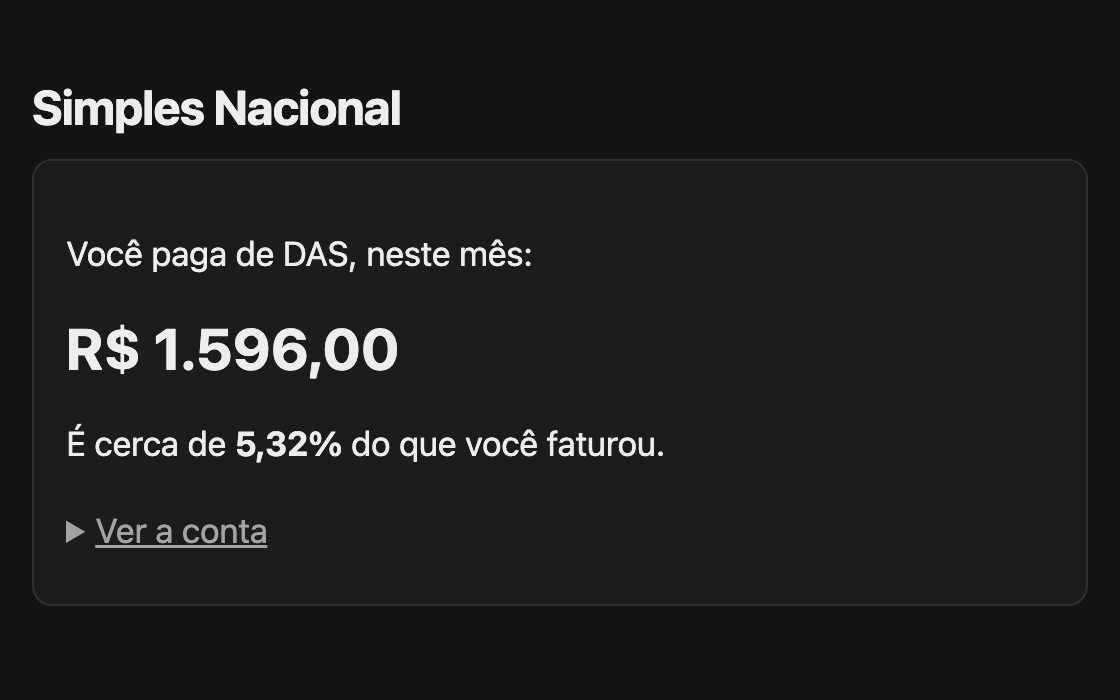 Simples Nacional
Você paga de DAS, neste mês:
R$ 1.596,00
É cerca de 5,32% do que você faturou.
▶ Ver a conta